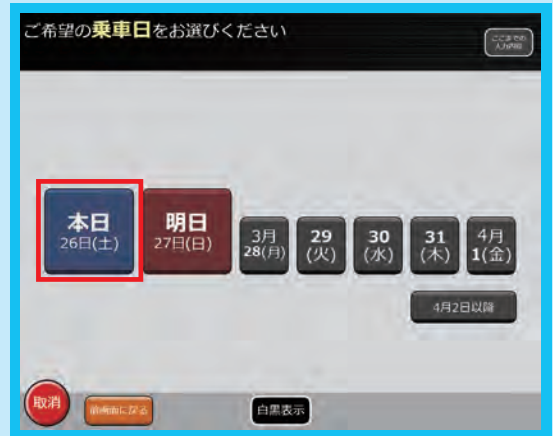 ご希望の乗車日をお選びください
ここまでの
入力内容
本日
26日(土)
明日
27日(日)
3月
28(月)
29
(火)
30
(水)
31
(木)
4月
1(金)
4月2日以降
取消
前画面に戻る
白黒表示